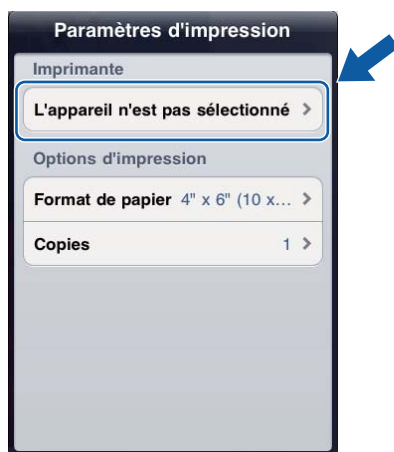 Paramètres d'impression
Imprimante
L'appareil n'est pas sélectionné
Options d'impression
Format de papier 4" x 6" (10 x...
Copies 1